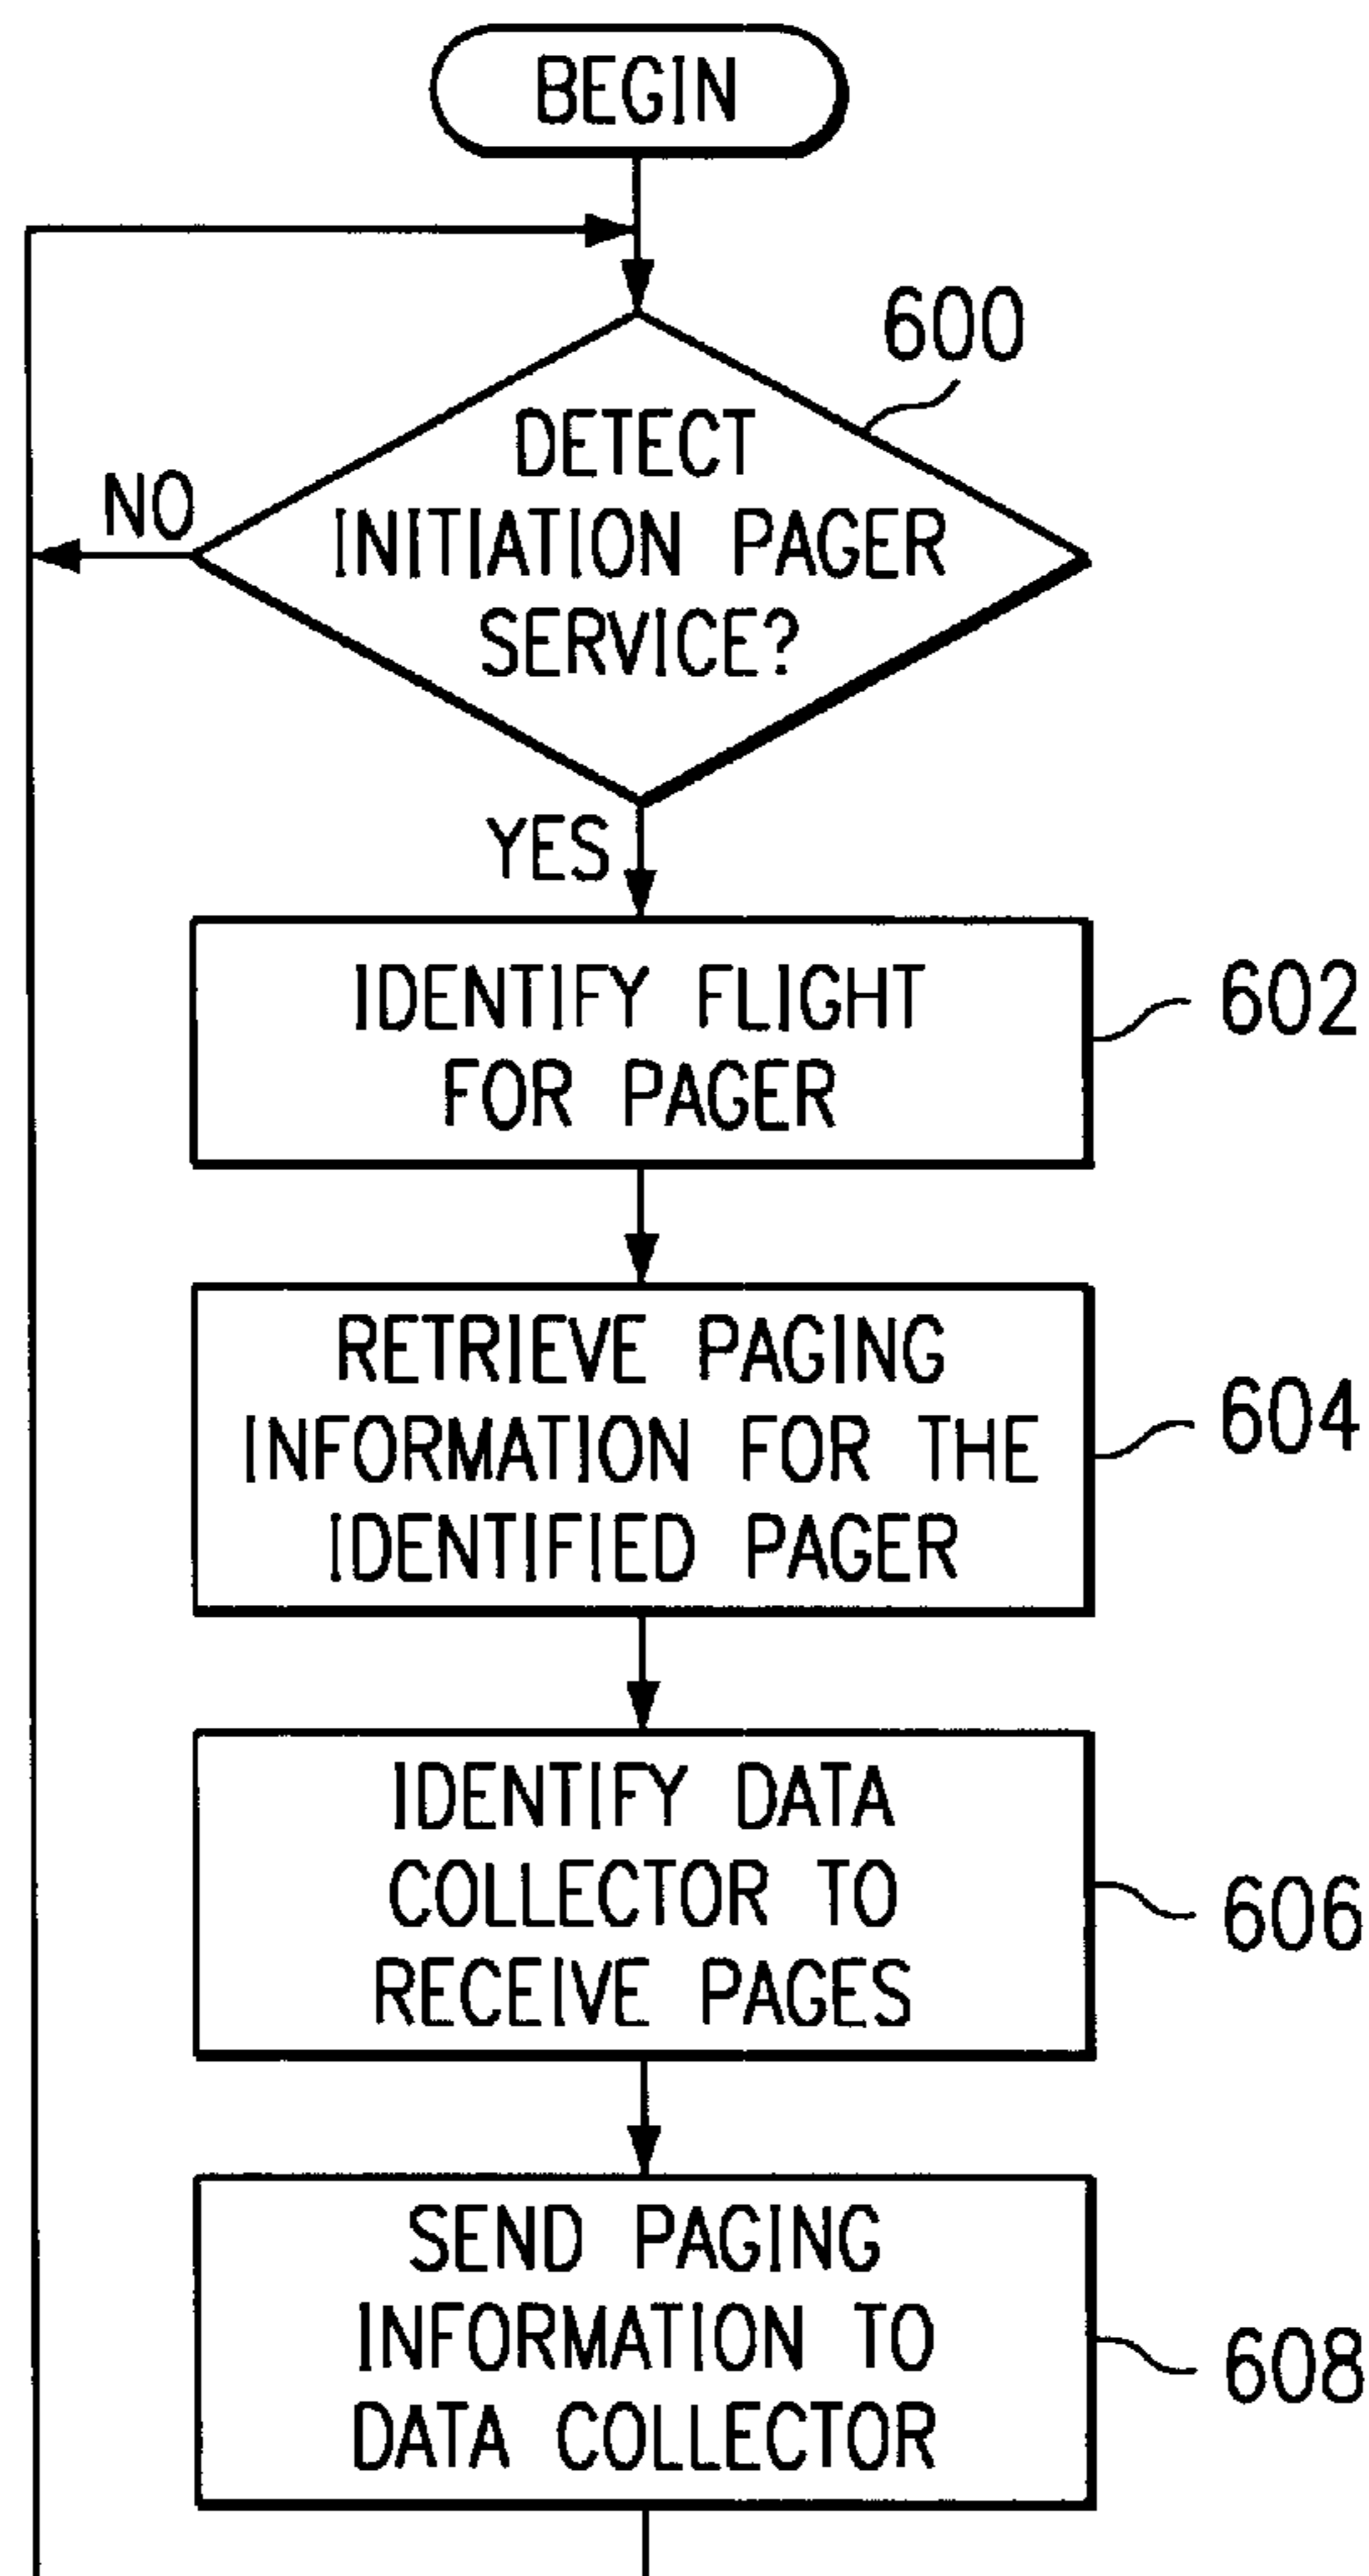 BEGIN
600
DETECT
INITIATION PAGER
SERVICE?
NO
YES
IDENTIFY FLIGHT
FOR PAGER
602
RETRIEVE PAGING
INFORMATION FOR THE
IDENTIFIED PAGER
604
IDENTIFY DATA
COLLECTOR TO
RECEIVE PAGES
606
SEND PAGING
INFORMATION TO
DATA COLLECTOR
608